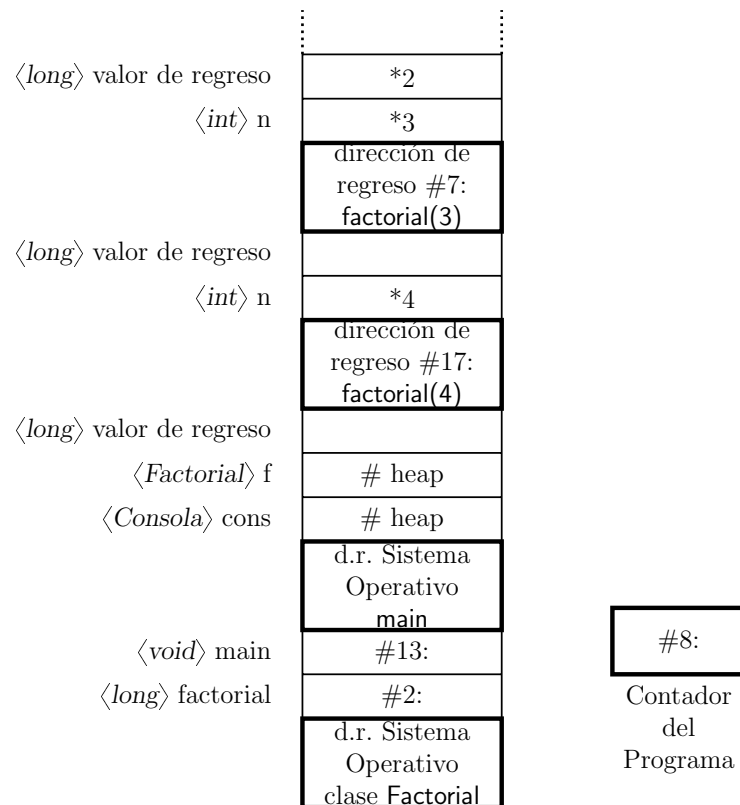 ⟨long⟩ valor de regreso *2
⟨int⟩ n *3
dirección de
regreso #7:
factorial(3)
⟨long⟩ valor de regreso
⟨int⟩ n *4
dirección de
regreso #17:
factorial(4)
⟨long⟩ valor de regreso
⟨Factorial⟩ f # heap
⟨Consola⟩ cons # heap
d.r. Sistema
Operativo
main
⟨void⟩ main #13:
⟨long⟩ factorial #2:
d.r. Sistema
Operativo
clase Factorial
#8:
Contador
del
Programa